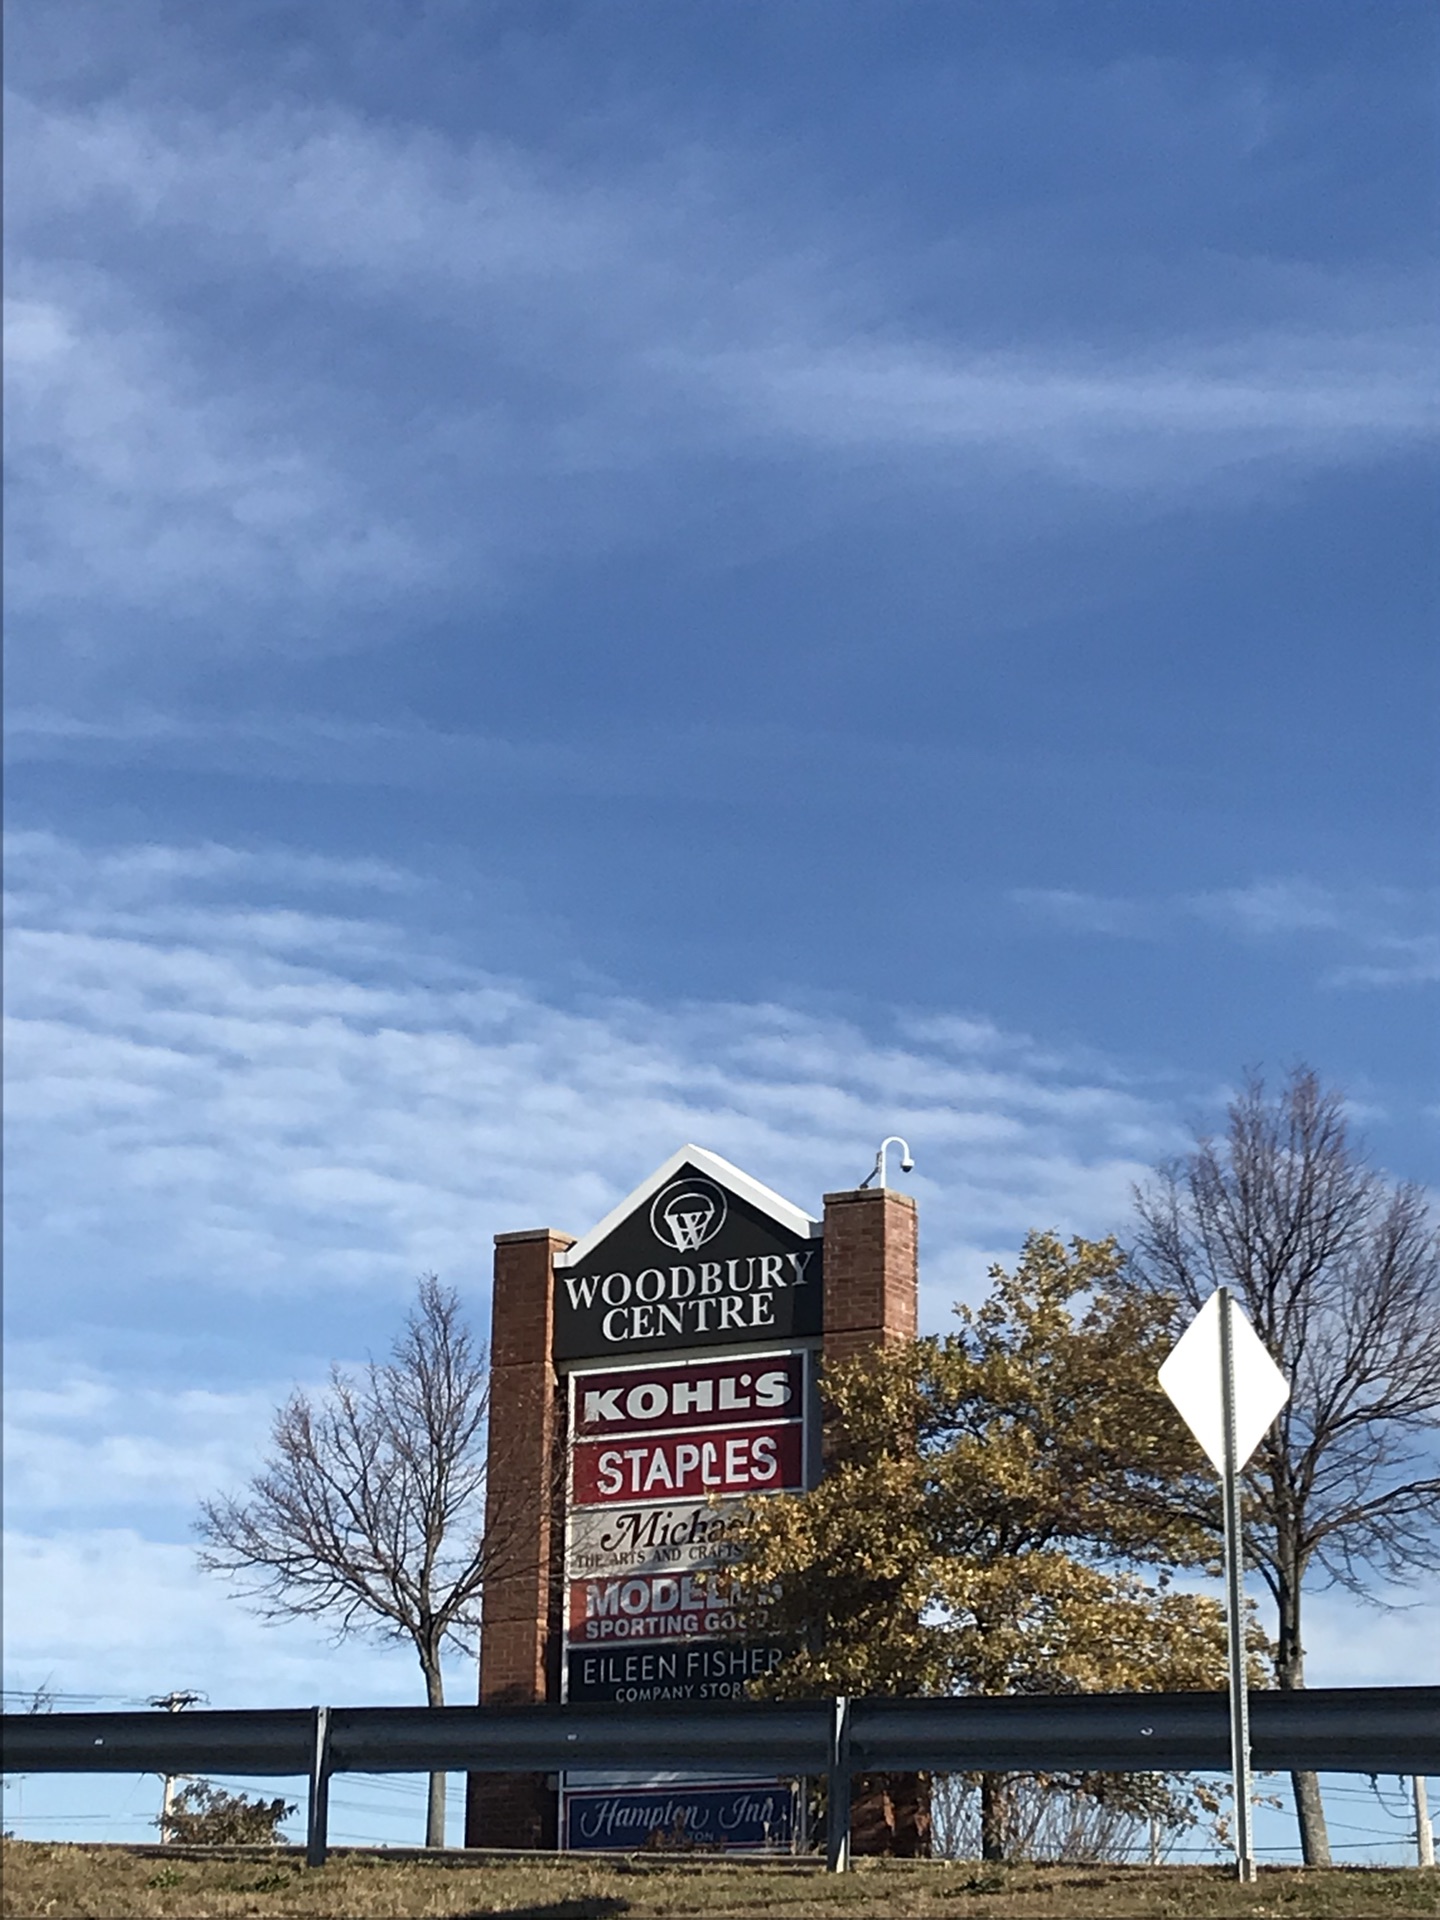 W
WOODBURY
CENTRE
KOHL'S
STAPLES
THE ARTS AND CRAFTS
SPORTING
EILEEN FISHER
COMPANY STORE
Hampton Inn